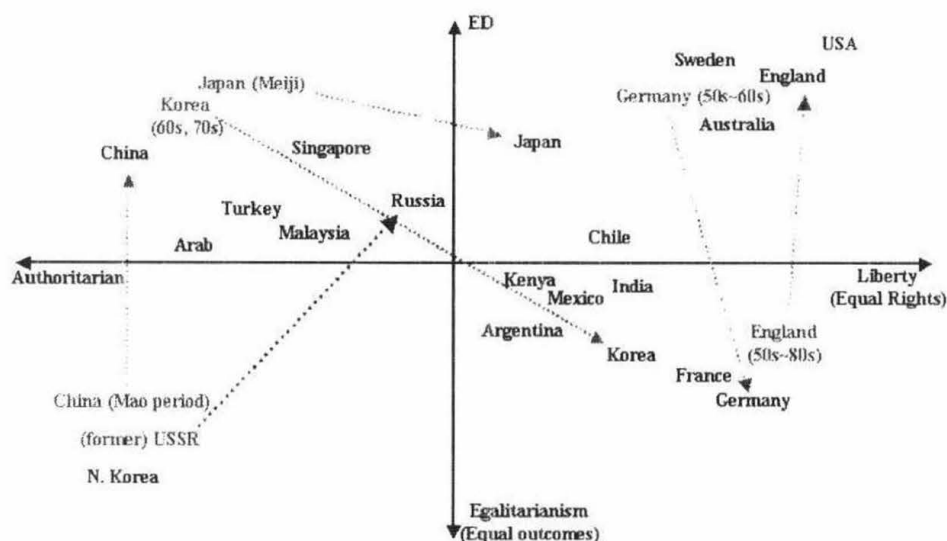 ED
USA
Sweden
England
Japan (Meiji)
Germany (50s~60s)
Korea
(60s, 70s)
Australia
Japan
Singapore
China
Russia
Turkey
Malaysia
Arab
Chile
Authoritarian
Liberty
(Equal Rights)
Kenya
India
Mexico
Argentina
England
(50s~80s)
Korea
France
Germany
China (Mao period)
(former) USSR
N. Korea
Egalitarianism
(Equal outcomes)